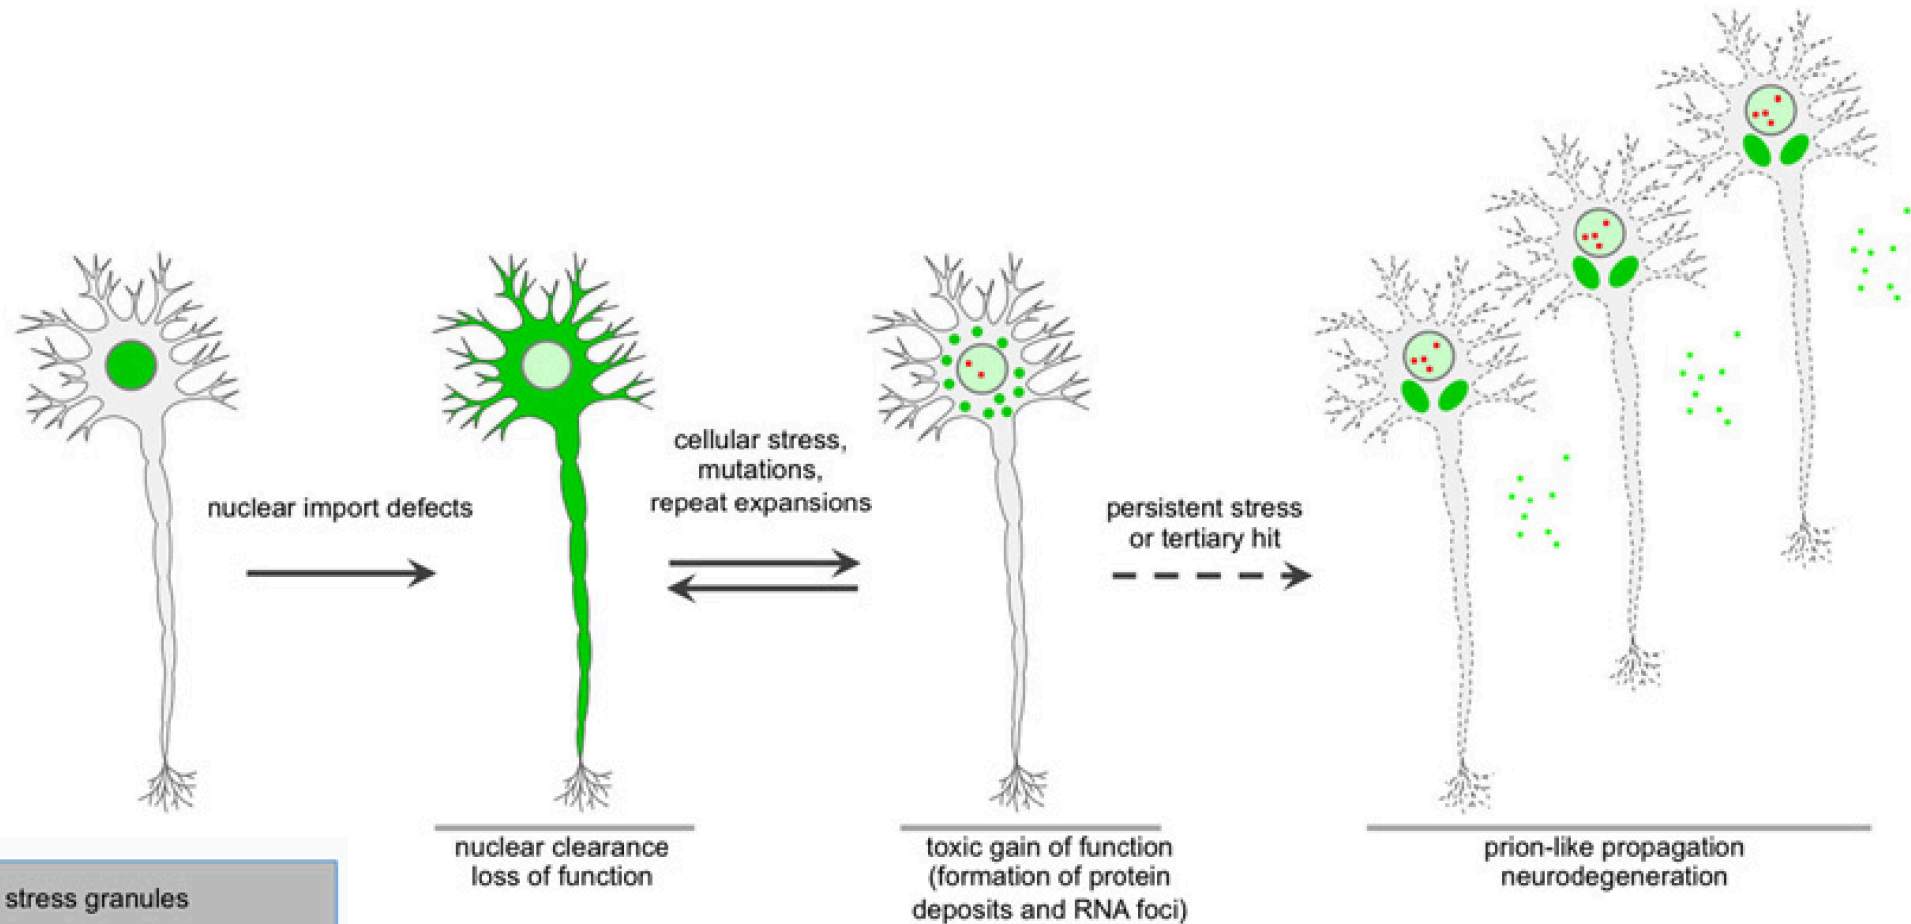 nuclear import defects
cellular stress,
mutations,
repeat expansions
persistent stress
or tertiary hit
nuclear clearance
loss of function
toxic gain of function
(formation of protein
deposits and RNA foci)
prion-like propagation
neurodegeneration
stress granules